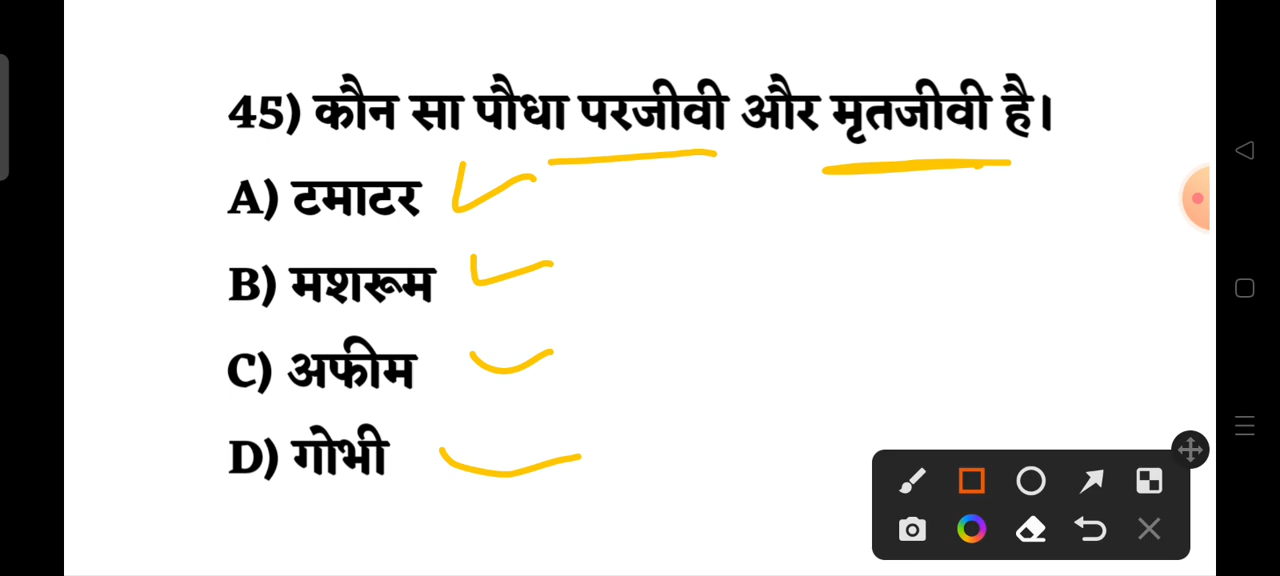 45) कौन सा पौधा परजीवी और मृतजीवी है।
A) टमाटर
B) मशरूम
C) अफीम
D) गोभी